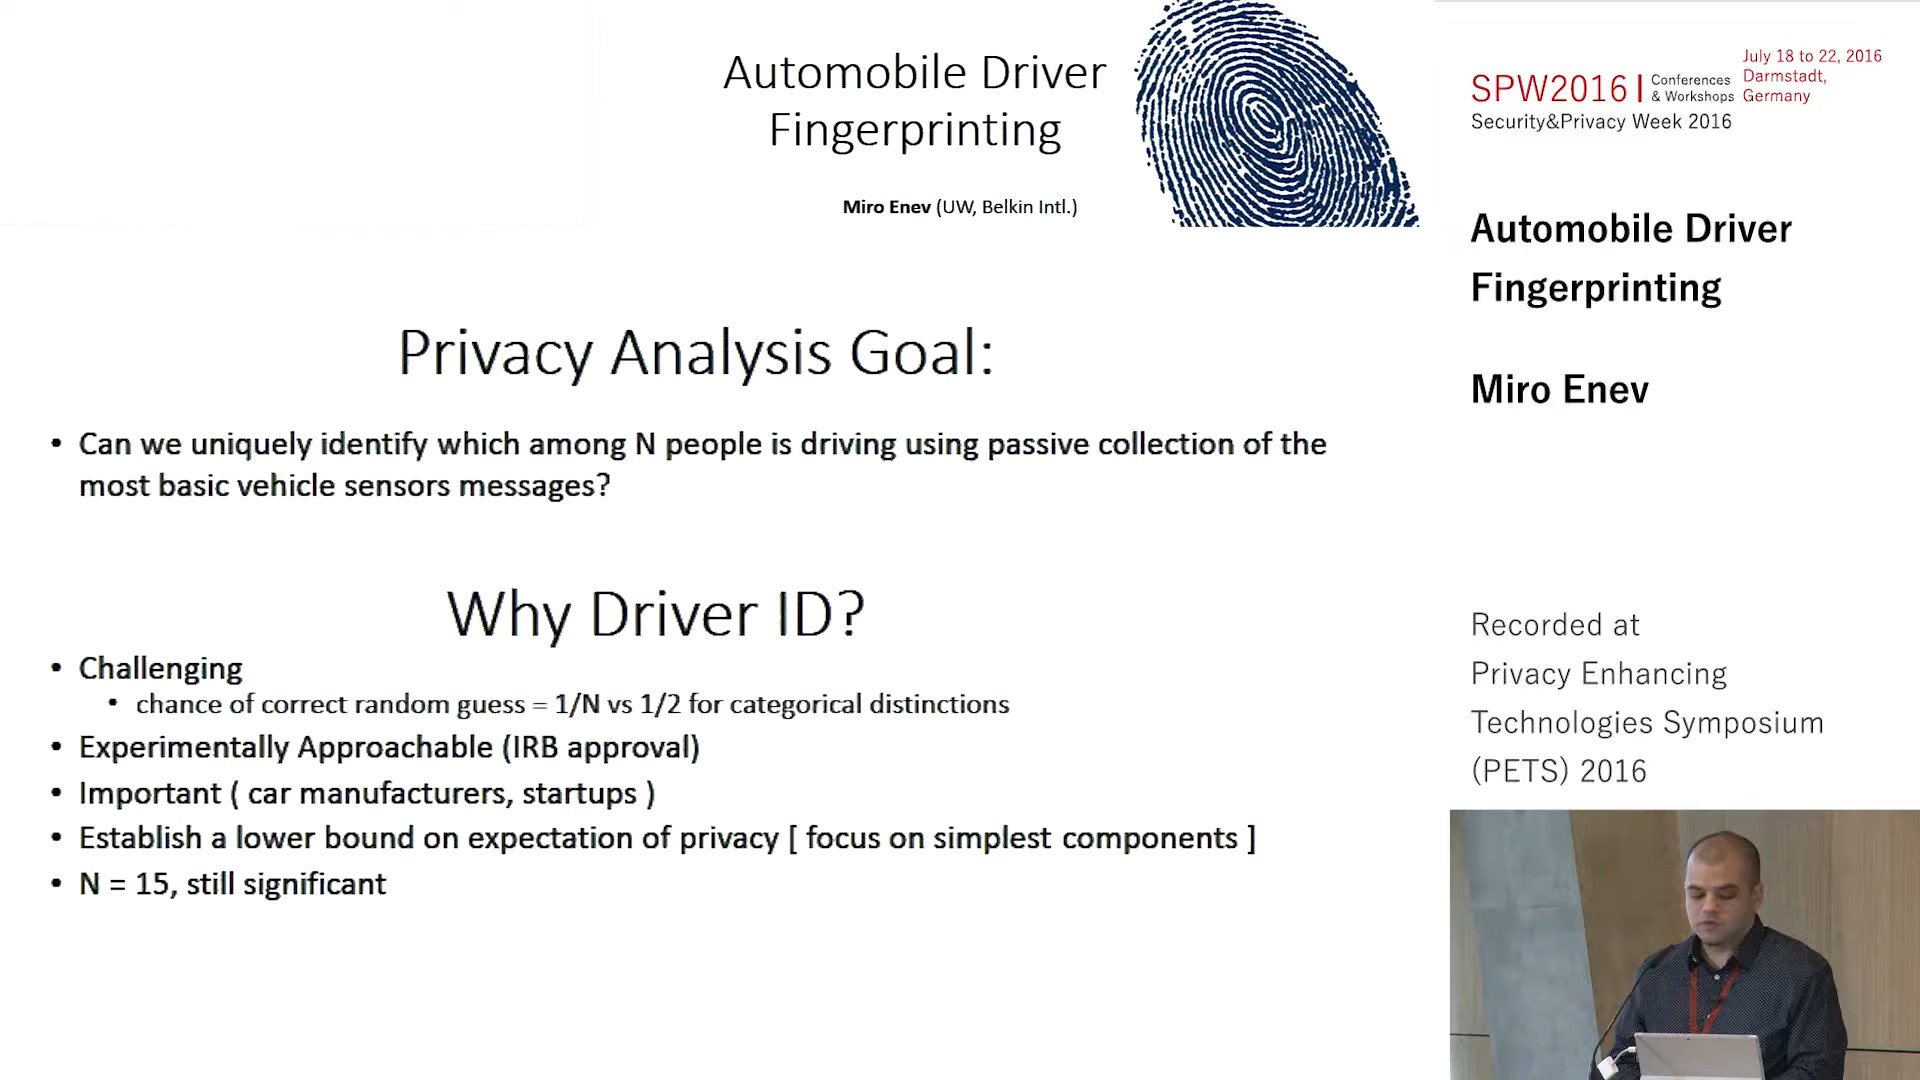 Automobile Driver
Fingerprinting
Miro Enev (UW, Belkin Intl.)
Privacy Analysis Goal:
• Can we uniquely identify which among N people is driving using passive collection of the
most basic vehicle sensors messages?
Why Driver ID?
• Challenging
• chance of correct random guess = 1/N vs 1/2 for categorical distinctions
• Experimentally Approachable (IRB approval)
• Important ( car manufacturers, startups )
• Establish a lower bound on expectation of privacy [ focus on simplest components ]
• N = 15, still significant
SPW2016 | Conferences & Workshops
July 18 to 22, 2016
Darmstadt,
Germany
Security&Privacy Week 2016
Automobile Driver
Fingerprinting
Miro Enev
Recorded at
Privacy Enhancing
Technologies Symposium
(PETS) 2016